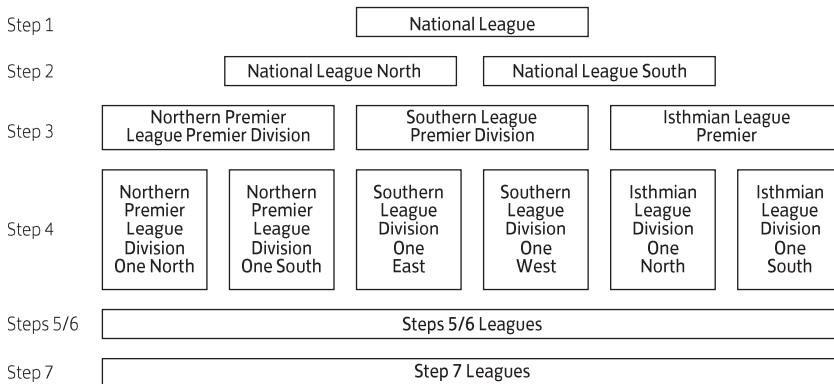 Step 1
National League
Step 2
National League North
National League South
Step 3
Northern Premier
League Premier Division
Southern League
Premier Division
Isthmian League
Premier
Step 4
Northern
Premier
League
Division
One North
Northern
Premier
League
Division
One South
Southern
League
Division
One
East
Southern
League
Division
One
West
Isthmian
League
Division
One
North
Isthmian
League
Division
One
South
Steps 5/6
Steps 5/6 Leagues
Step 7
Step 7 Leagues